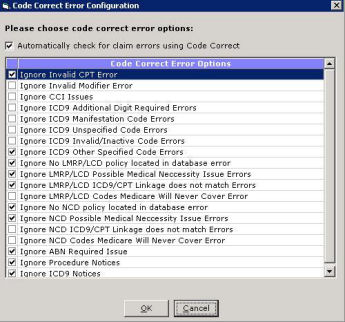 Code Correct Error Configuration
Please choose code correct error options:
Automatically check for claim errors using Code Correct
Code Correct Error Options
Ignore Invalid CPT Error
Ignore Invalid Modifier Error
Ignore CCI Issues
Ignore ICD9 Additional Digit Required Errors
Ignore ICD9 Manifestation Code Errors
Ignore ICD9 Unspecified Code Errors
Ignore ICD9 Invalid/Inactive Code Errors
Ignore ICD9 Other Specified Code Errors
Ignore No LMRP/LCD policy located in database error
Ignore LMRP/LCD Possible Medical Neccessity Issue Errors
Ignore LMRP/LCD ICD9/CPT Linkage does not match Errors
Ignore LMRP/LCD Codes Medicare Will Never Cover Error
Ignore No NCD policy located in database error
Ignore NCD Possible Medical Neccessity Issue Errors
Ignore NCD ICD9/CPT Linkage does not match Errors
Ignore NCD Codes Medicare Will Never Cover Error
Ignore ABN Required Issue
Ignore Procedure Notices
Ignore ICD9 Notices
OK
Cancel